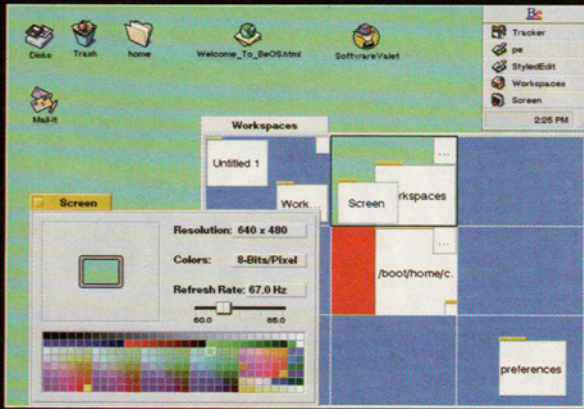 Be
Tracker
pe
StyledEdit
Workspaces
Screen
2:25 PM
Disks
Trash
home
Welcome_To_BeOS.html
SoftwareValet
Mail-It
Workspaces
Untitled 1
Work...
...
Screen
rkspaces
...
/boot/home/c.
preferences
Screen
Resolution: 640 x 480
Colors: 8-Bits/Pixel
Refresh Rate: 67.0 Hz
60.0
85.0